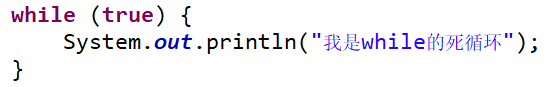 while (true) {
    System.out.println("我是while的死循环");
}